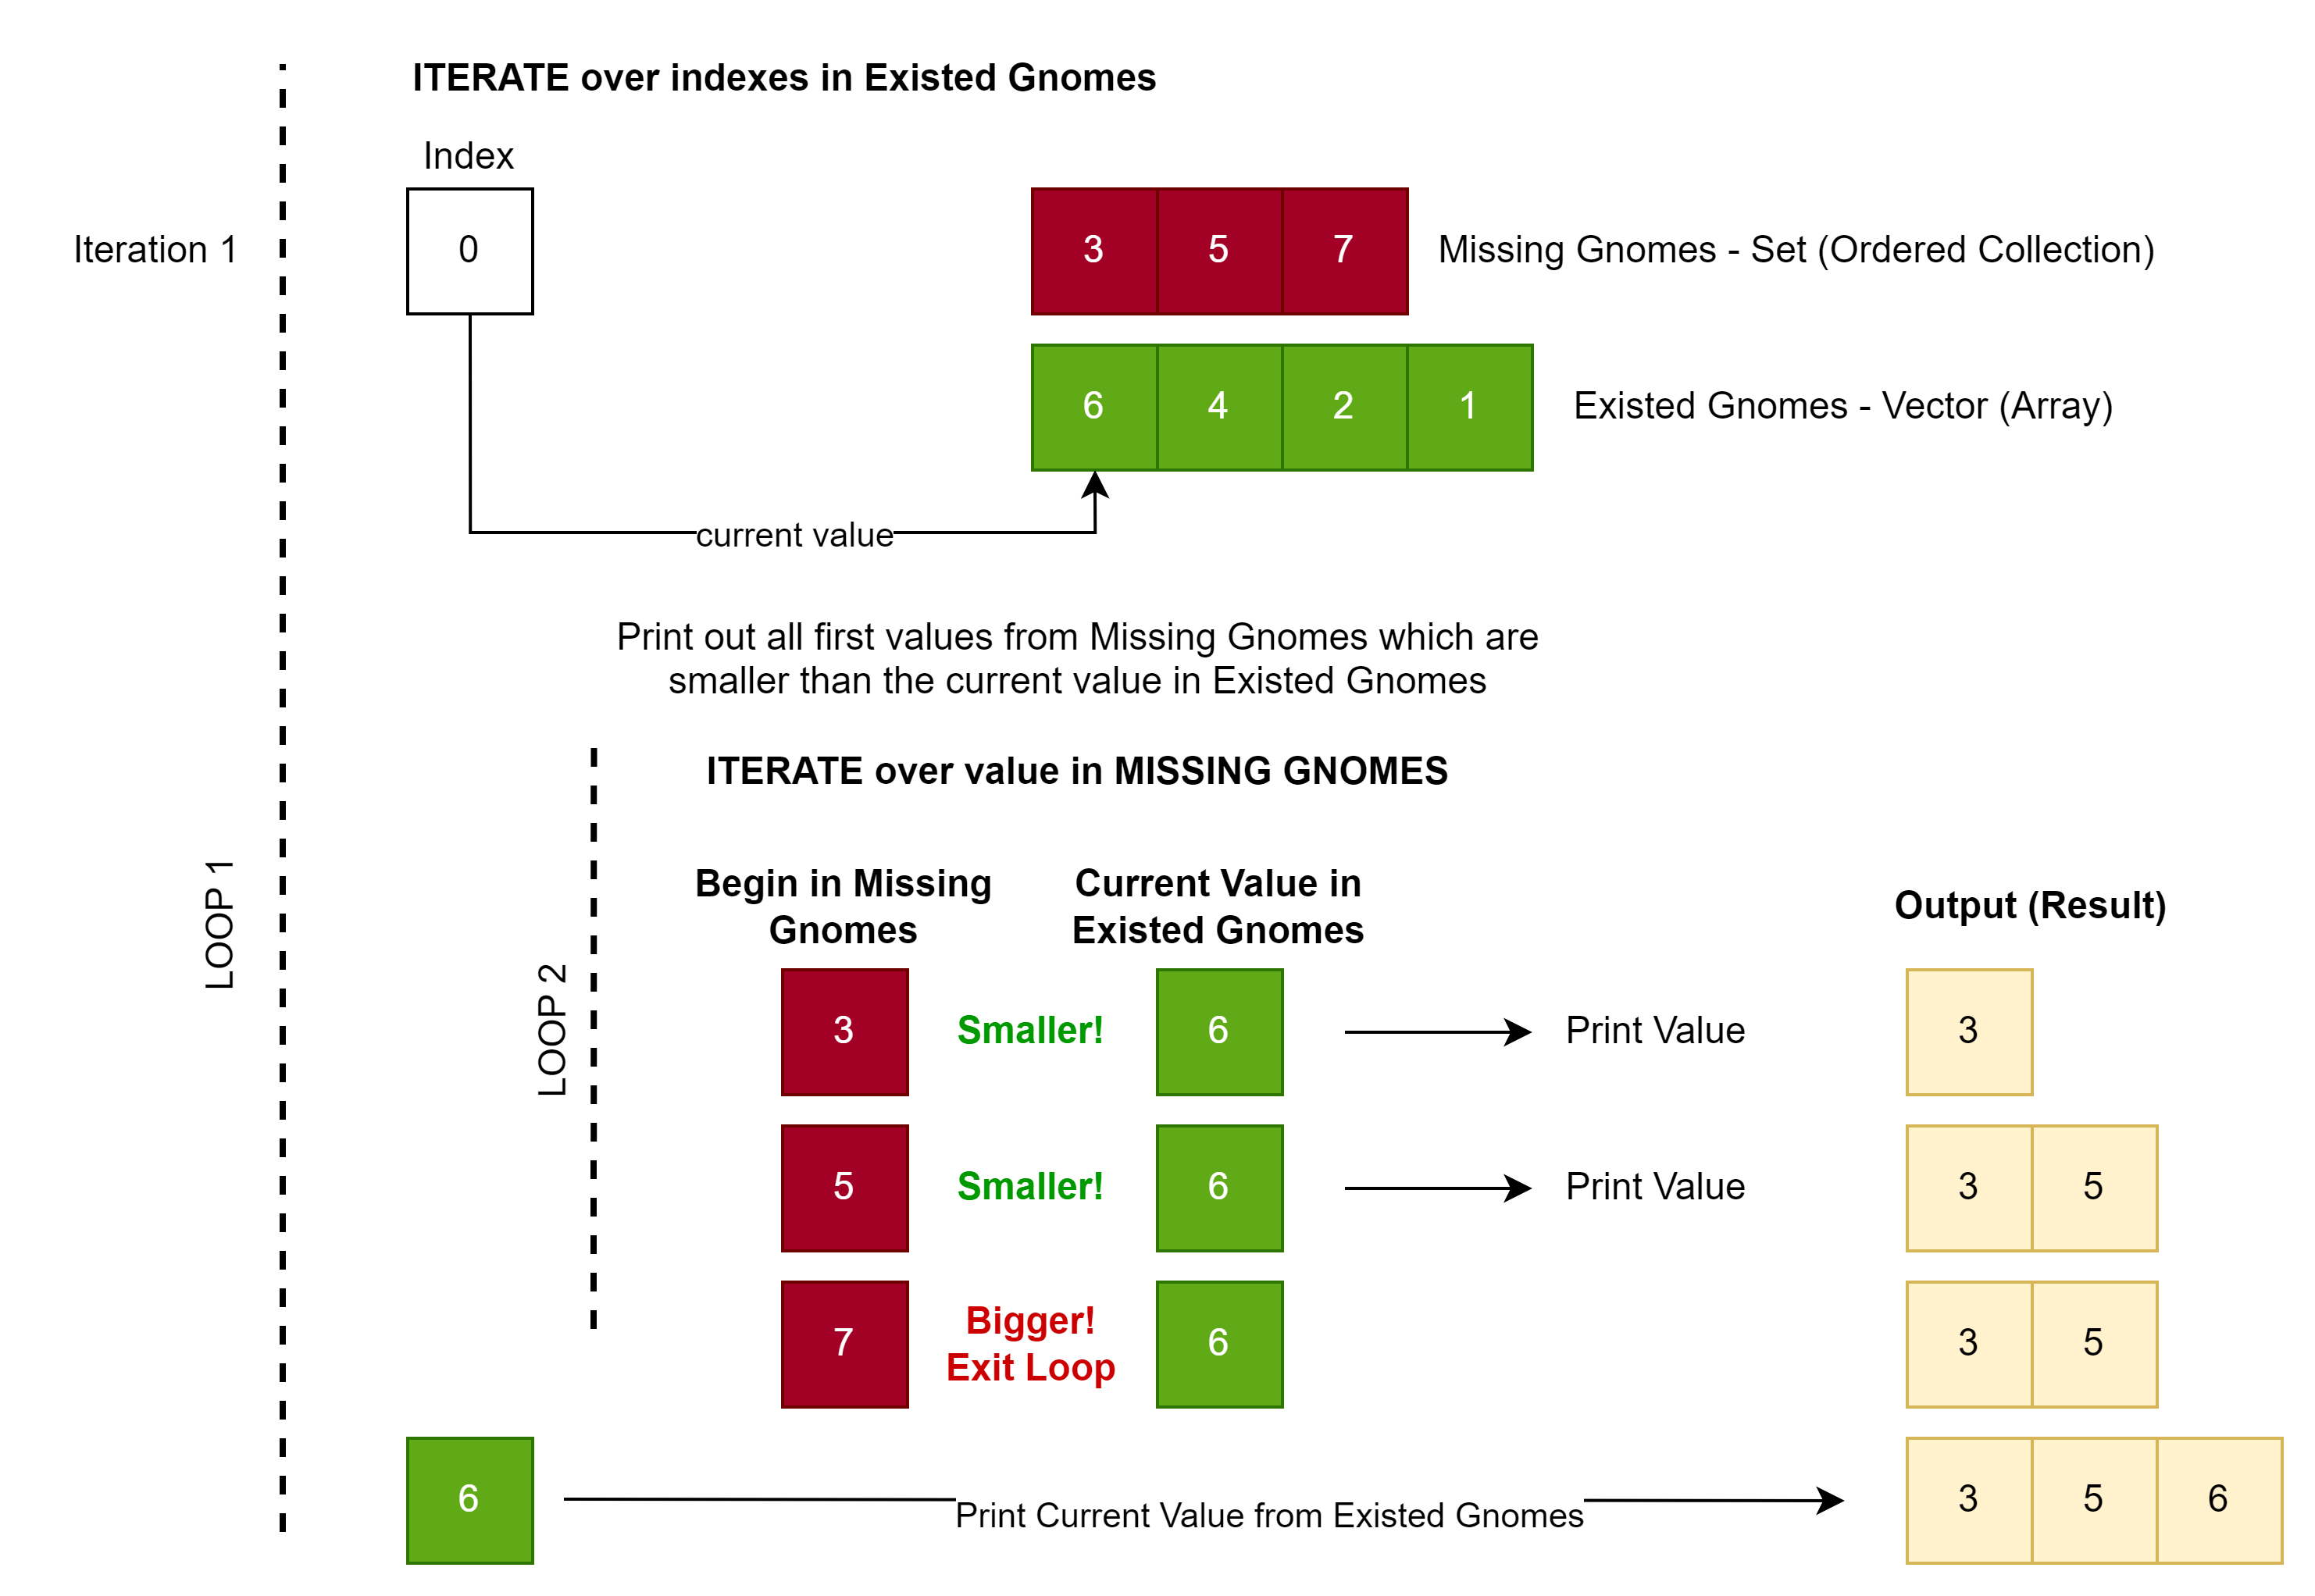 ITERATE over indexes in Existed Gnomes
Index
Iteration 1
0
3 5 7
Missing Gnomes - Set (Ordered Collection)
6 4 2 1
Existed Gnomes - Vector (Array)
current value
Print out all first values from Missing Gnomes which are
smaller than the current value in Existed Gnomes
ITERATE over value in MISSING GNOMES
LOOP 1
LOOP 2
Begin in Missing
Gnomes
Current Value in
Existed Gnomes
Output (Result)
3 Smaller! 6 Print Value 3
5 Smaller! 6 Print Value 3 5
7 Bigger!
Exit Loop
6 3 5
6 Print Current Value from Existed Gnomes 3 5 6